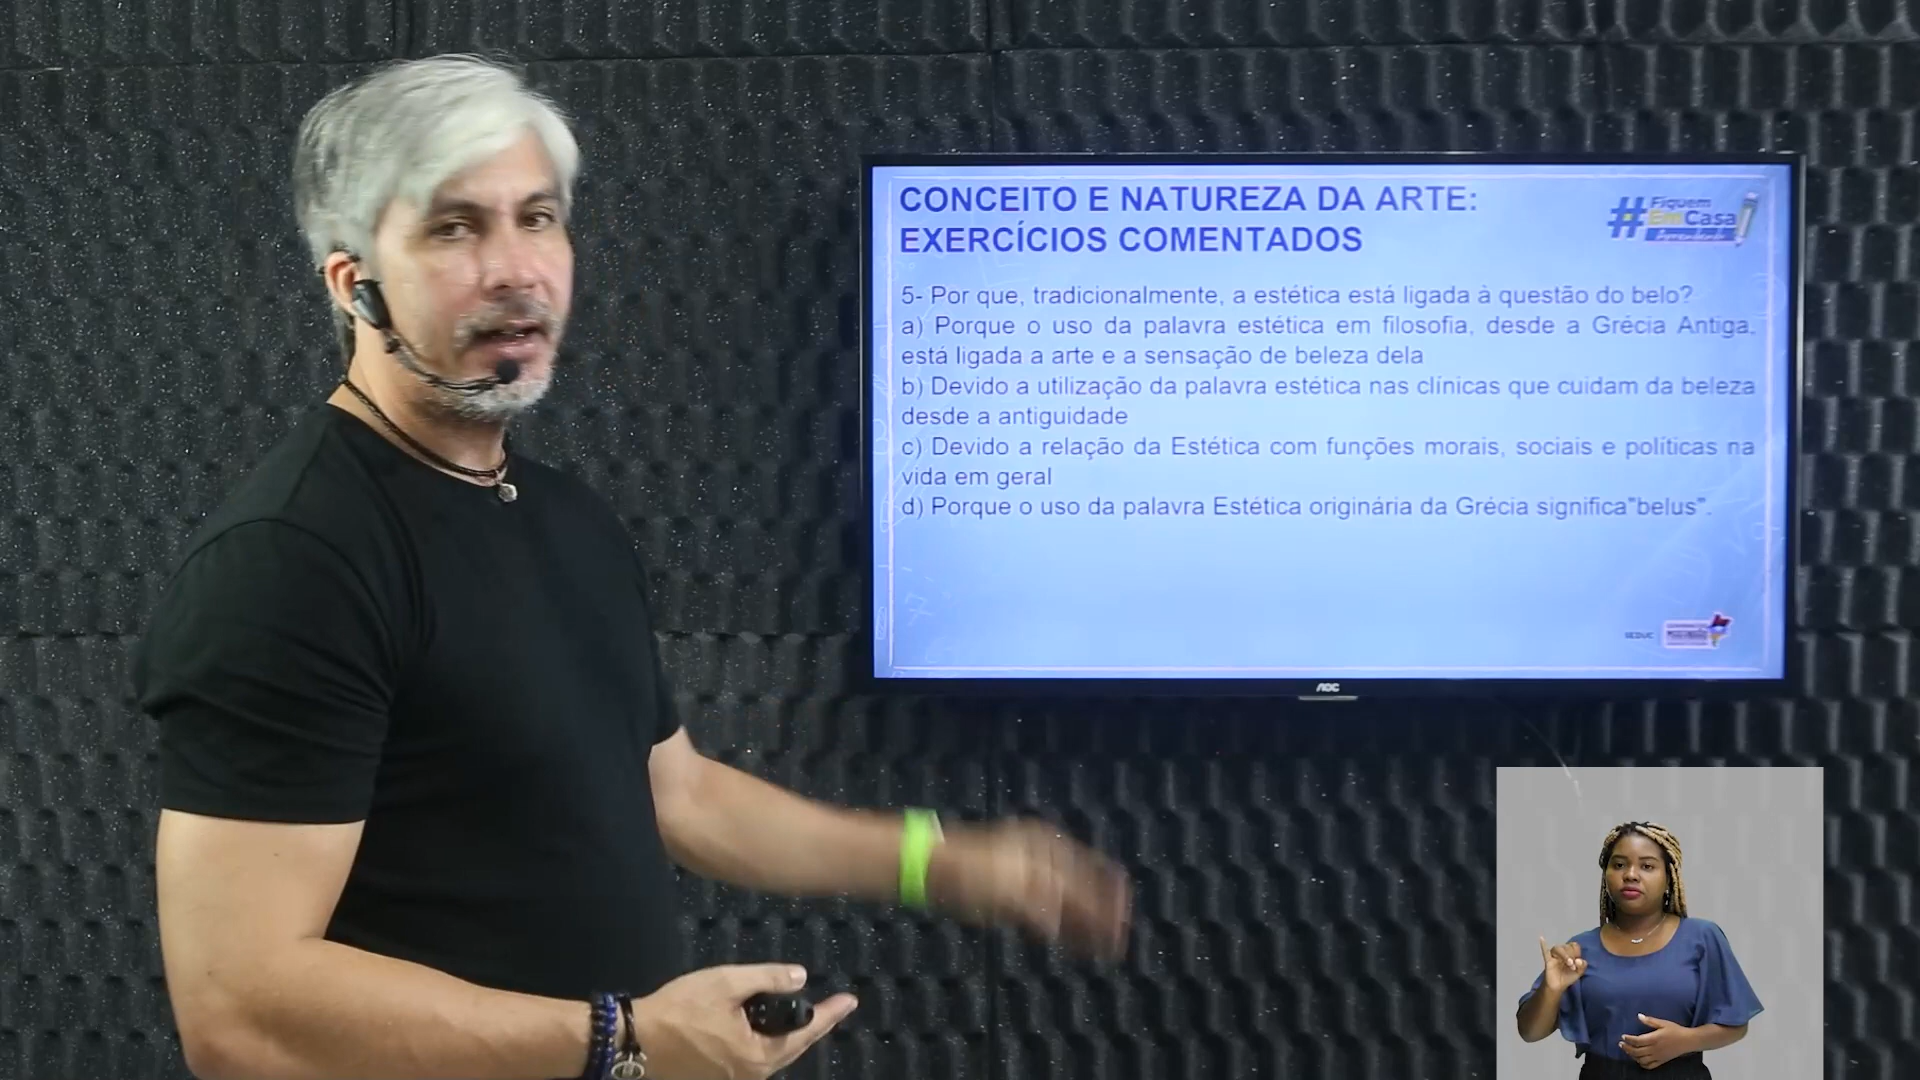 CONCEITO E NATUREZA DA ARTE:
EXERCÍCIOS COMENTADOS
#Fiquem
EmCasa
Aprendendo
5- Por que, tradicionalmente, a estética está ligada à questão do belo?
a) Porque o uso da palavra estética em filosofia, desde a Grécia Antiga,
está ligada a arte e a sensação de beleza dela
b) Devido a utilização da palavra estética nas clínicas que cuidam da beleza
desde a antiguidade
c) Devido a relação da Estética com funções morais, sociais e políticas na
vida em geral
d) Porque o uso da palavra Estética originária da Grécia significa"belus".
SEDUC
AOC